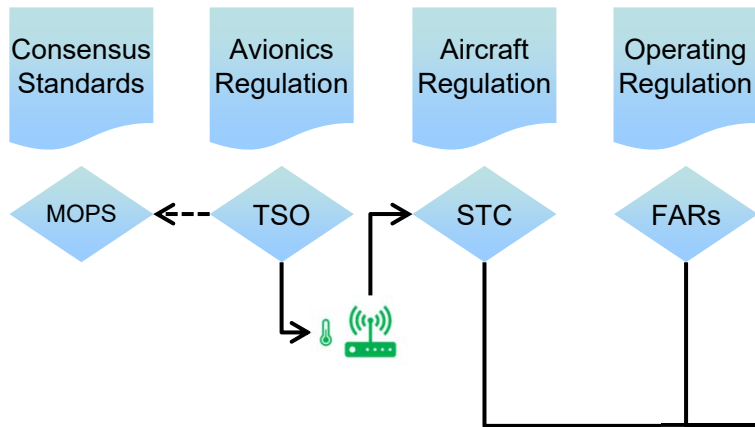 Consensus
Standards
Avionics
Regulation
Aircraft
Regulation
Operating
Regulation
MOPS
TSO
STC
FARs